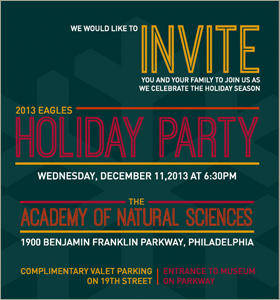 WE WOULD LIKE TO
INVITE
YOU AND YOUR FAMILY TO JOIN US AS
WE CELEBRATE THE HOLIDAY SEASON
2013 EAGLES
HOLIDAY PARTY
WEDNESDAY, DECEMBER 11,2013 AT 6:30PM
THE
ACADEMY OF NATURAL SCIENCES
1900 BENJAMIN FRANKLIN PARKWAY, PHILADELPHIA
COMPLIMENTARY VALET PARKING
ON 19TH STREET
ENTRANCE TO MUSEUM
ON PARKWAY